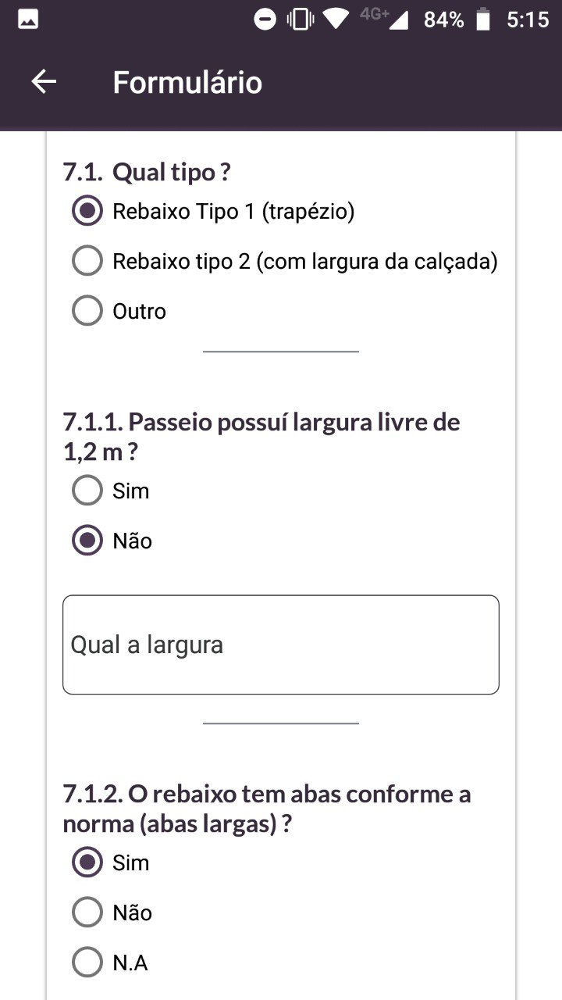 4G+ 84% 5:15
Formulário
7.1. Qual tipo ?
Rebaixo Tipo 1 (trapézio)
Rebaixo tipo 2 (com largura da calçada)
Outro
7.1.1. Passeio possuí largura livre de
1,2 m ?
Sim
Não
Qual a largura
7.1.2. O rebaixo tem abas conforme a
norma (abas largas) ?
Sim
Não
N.A